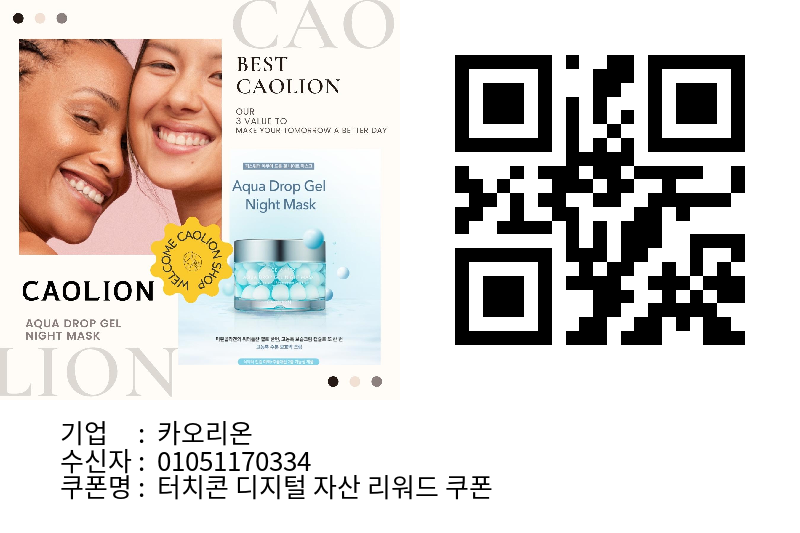 CAO
BEST
CAOLION
OUR
3 VALUE TO
MAKE YOUR TOMORROW A BETTER DAY
Aqua Drop Gel
Night Mask
WELCOME CAOLION SHOP
CAOLION
AQUA DROP GEL
NIGHT MASK
LION
기업 : 카오리온
수신자 : 01051170334
쿠폰명 : 터치콘 디지털 자산 리워드 쿠폰